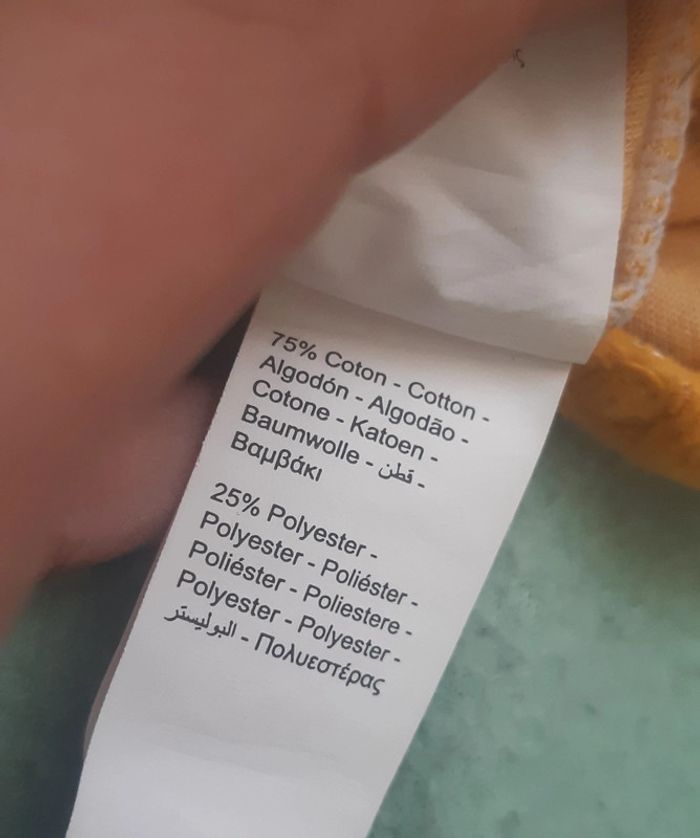 75% Coton - Cotton -
Algodón - Algodão -
Cotone - Katoen -
Baumwolle - قطن -
Βαμβάκι
25% Polyester -
Polyester - Poliéster -
Poliéster - Poliestere -
Polyester - Polyester -
البوليستر - Πολυεστέρας